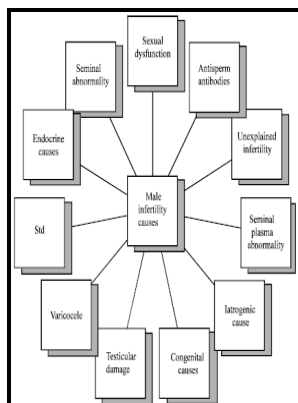 Sexual
dysfunction
Seminal
abnormality
Antisperm
antibodies
Endocrine
causes
Unexplained
infertility
Male
infertility
causes
Std
Seminal
plasma
abnormality
Varicocele
Iatrogenic
cause
Testicular
damage
Congenital
causes